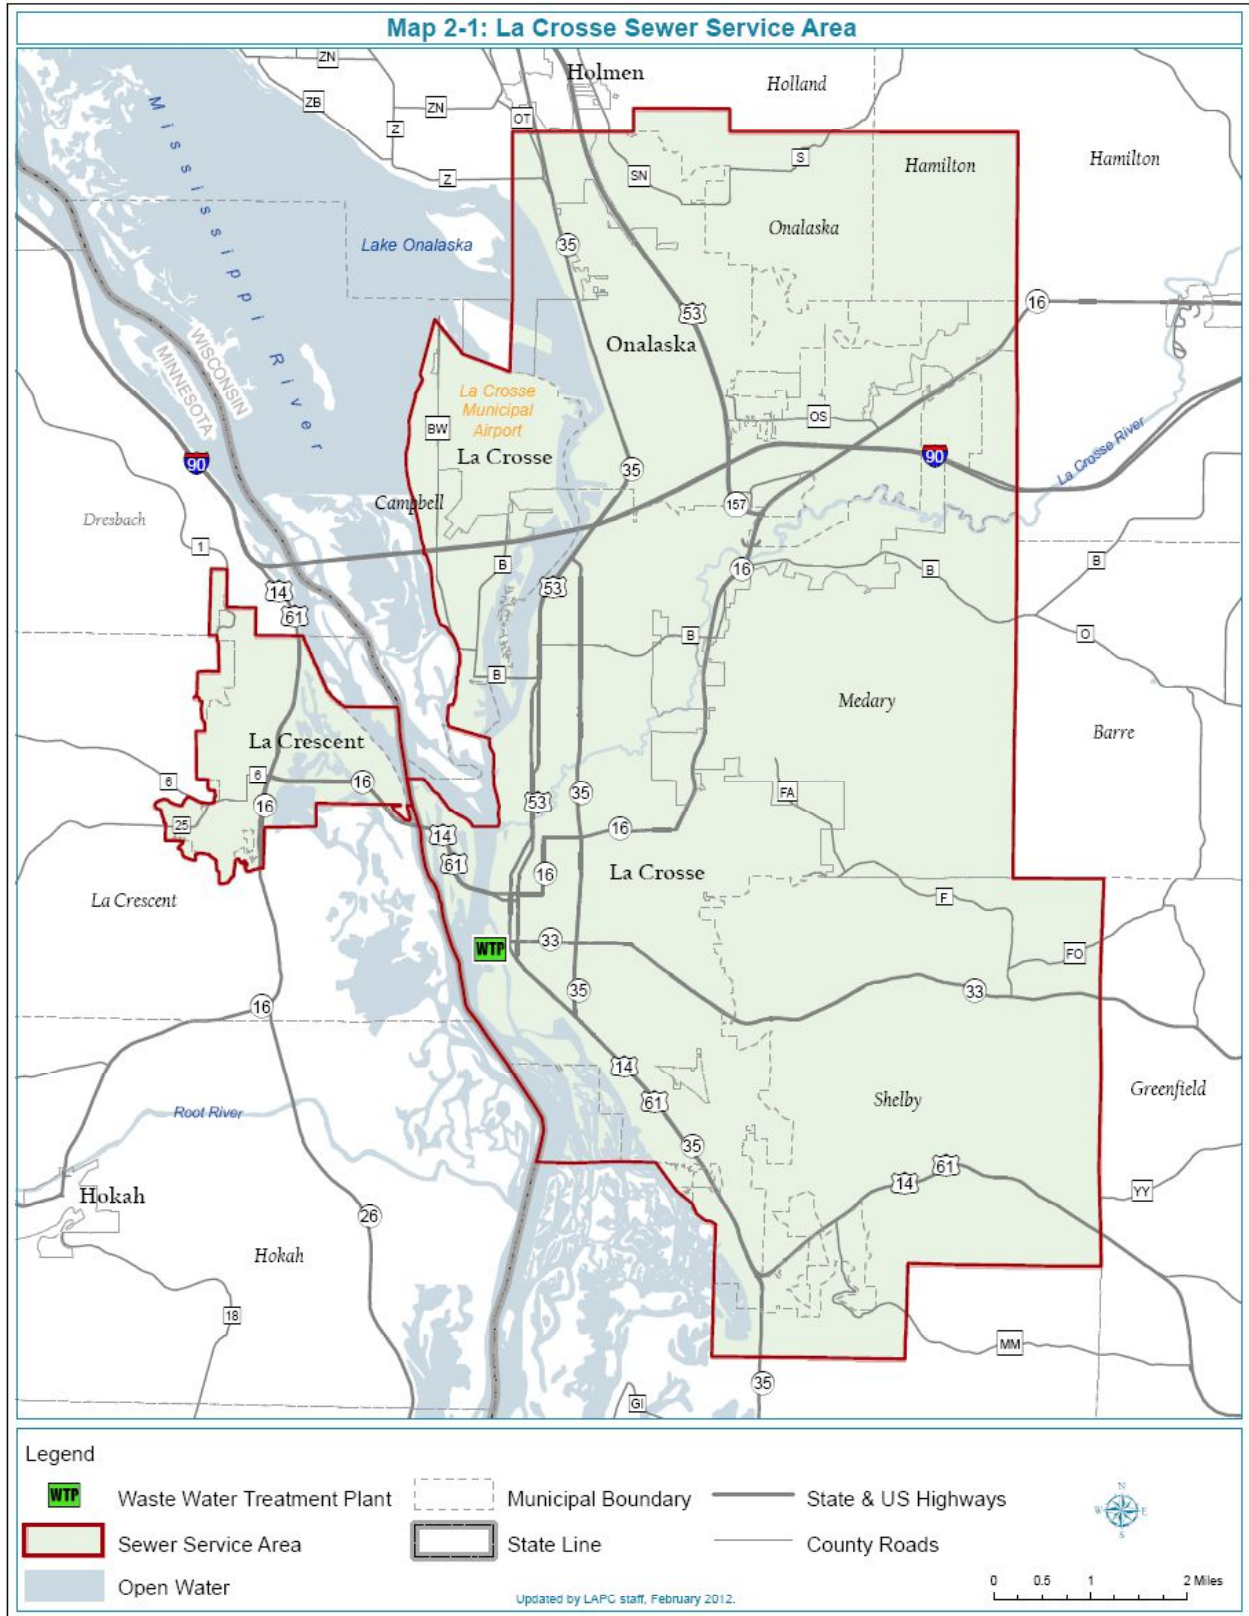 Map 2-1: La Crosse Sewer Service Area
ZN
Holmen
Holland
ZB
ZN
OT
Z
Mississippi River
S
Hamilton
Hamilton
Z
SN
Onalaska
Lake Onalaska
35
16
53
WISCONSIN
MINNESOTA
Onalaska
La Crosse
Municipal
Airport
BW
OS
La Crosse
La Crosse River
90
35
90
Campbell
157
Dresbach
1
B
16
B
B
14
53
61
B
O
B
Medary
La Crescent
Barre
6
6
16
FA
16
53
35
25
14
16
61
16
La Crosse
La Crescent
F
WTP
33
FO
35
33
16
14
Root River
61
Shelby
Greenfield
35
61
14
YY
Hokah
26
Hokah
18
MM
35
GI
Legend
WTP
Waste Water Treatment Plant
Municipal Boundary
State & US Highways
Sewer Service Area
State Line
County Roads
Open Water
N
W
E
S
0 0.5 1 2 Miles
Updated by LAPC staff, February 2012.